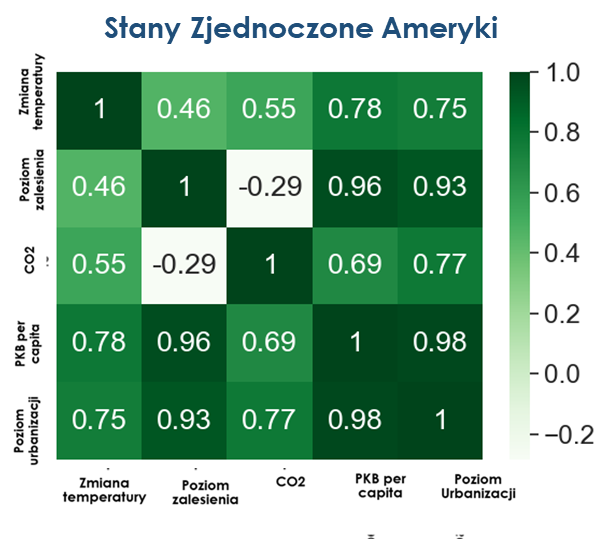 Stany Zjednoczone Ameryki
Zmiana
temperatury
1 0.46 0.55 0.78 0.75
Poziom
zalesienia
0.46 1 -0.29 0.96 0.93
CO2
0.55 -0.29 1 0.69 0.77
PKB per
capita
0.78 0.96 0.69 1 0.98
Poziom
urbanizacji
0.75 0.93 0.77 0.98 1
Zmiana
temperatury
Poziom
zalesienia
CO2
PKB per
capita
Poziom
Urbanizacji
1.0
0.8
0.6
0.4
0.2
0.0
−0.2